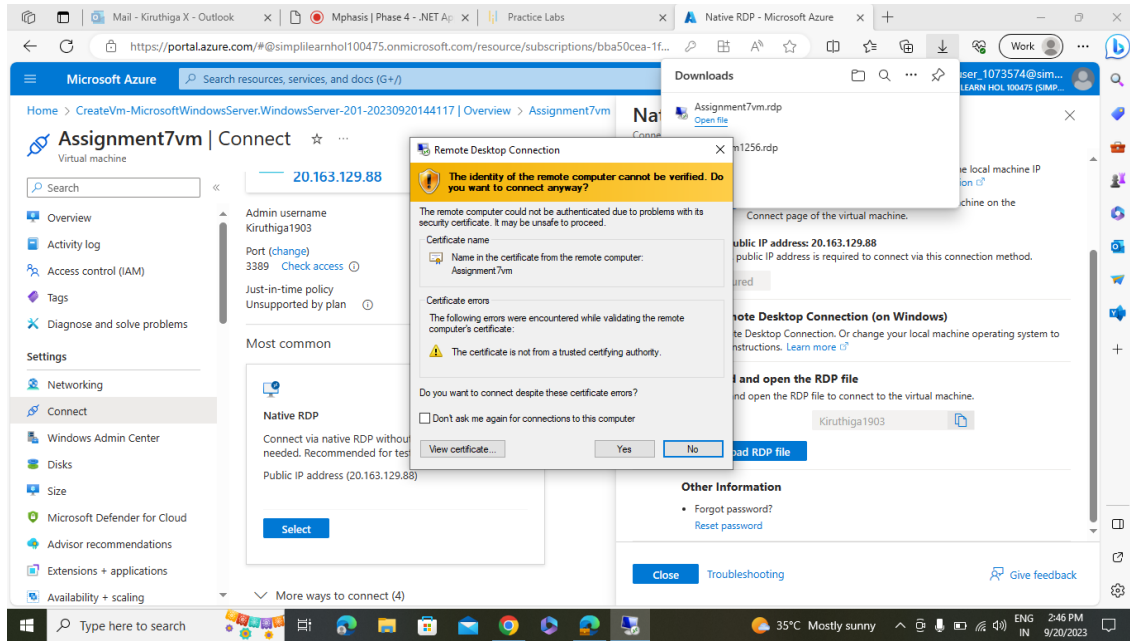 Mail - Kiruthiga X - Outlook
Mphasis | Phase 4 - .NET Ap
Practice Labs
Native RDP - Microsoft Azure
https://portal.azure.com/#@simplilearnhol100475.onmicrosoft.com/resource/subscriptions/bba50cea-1f...
Work
Microsoft Azure
Search resources, services, and docs (G+/)
user_1073574@sim...
LEARN HOL 100475 (SIMP...
Downloads
Assignment7vm.rdp
Open file
m1256.rdp
Home > CreateVm-MicrosoftWindowsServer.WindowsServer-201-20230920144117 | Overview > Assignment7vm
Assignment7vm | Connect
Virtual machine
Search
Overview
Activity log
Access control (IAM)
Tags
Diagnose and solve problems
Settings
Networking
Connect
Windows Admin Center
Disks
Size
Microsoft Defender for Cloud
Advisor recommendations
Extensions + applications
Availability + scaling
20.163.129.88
Admin username
Kiruthiga1903
Port (change)
3389 Check access
Just-in-time policy
Unsupported by plan
Most common
Native RDP
Connect via native RDP without
needed. Recommended for tes
Public IP address (20.163.129.88)
Select
More ways to connect (4)
Remote Desktop Connection
The identity of the remote computer cannot be verified. Do
you want to connect anyway?
The remote computer could not be authenticated due to problems with its
security certificate. It may be unsafe to proceed.
Certificate name
Name in the certificate from the remote computer:
Assignment7vm
Certificate errors
The following errors were encountered while validating the remote
computer's certificate:
The certificate is not from a trusted certifying authority.
Do you want to connect despite these certificate errors?
Don't ask me again for connections to this computer
View certificate...
Yes
No
Nat
Conne
e local machine IP
ion
chine on the
Connect page of the virtual machine.
ublic IP address: 20.163.129.88
public IP address is required to connect via this connection method.
ured
note Desktop Connection (on Windows)
te Desktop Connection. Or change your local machine operating system to
nstructions. Learn more
d and open the RDP file
nd open the RDP file to connect to the virtual machine.
Kiruthiga1903
oad RDP file
Other Information
• Forgot password?
Reset password
Close
Troubleshooting
Give feedback
Type here to search
35°C Mostly sunny
ENG
IN
2:46 PM
9/20/2023